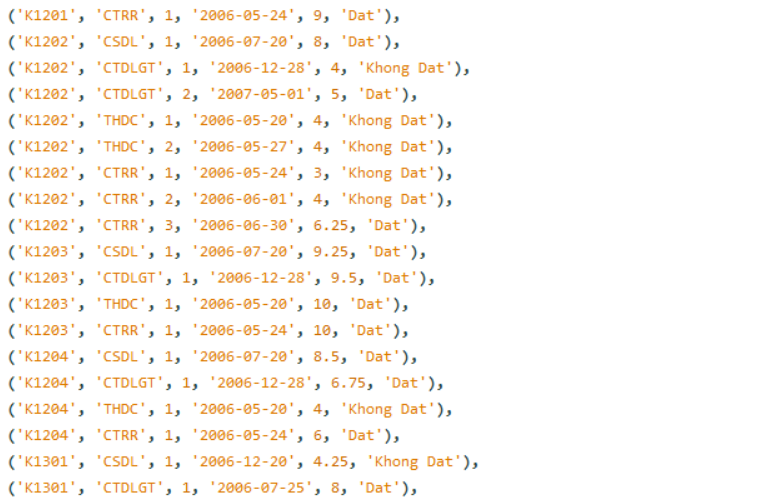 ('K1201', 'CTRR', 1, '2006-05-24', 9, 'Dat'),
('K1202', 'CSDL', 1, '2006-07-20', 8, 'Dat'),
('K1202', 'CTDLGT', 1, '2006-12-28', 4, 'Khong Dat'),
('K1202', 'CTDLGT', 2, '2007-05-01', 5, 'Dat'),
('K1202', 'THDC', 1, '2006-05-20', 4, 'Khong Dat'),
('K1202', 'THDC', 2, '2006-05-27', 4, 'Khong Dat'),
('K1202', 'CTRR', 1, '2006-05-24', 3, 'Khong Dat'),
('K1202', 'CTRR', 2, '2006-06-01', 4, 'Khong Dat'),
('K1202', 'CTRR', 3, '2006-06-30', 6.25, 'Dat'),
('K1203', 'CSDL', 1, '2006-07-20', 9.25, 'Dat'),
('K1203', 'CTDLGT', 1, '2006-12-28', 9.5, 'Dat'),
('K1203', 'THDC', 1, '2006-05-20', 10, 'Dat'),
('K1203', 'CTRR', 1, '2006-05-24', 10, 'Dat'),
('K1204', 'CSDL', 1, '2006-07-20', 8.5, 'Dat'),
('K1204', 'CTDLGT', 1, '2006-12-28', 6.75, 'Dat'),
('K1204', 'THDC', 1, '2006-05-20', 4, 'Khong Dat'),
('K1204', 'CTRR', 1, '2006-05-24', 6, 'Dat'),
('K1301', 'CSDL', 1, '2006-12-20', 4.25, 'Khong Dat'),
('K1301', 'CTDLGT', 1, '2006-07-25', 8, 'Dat'),